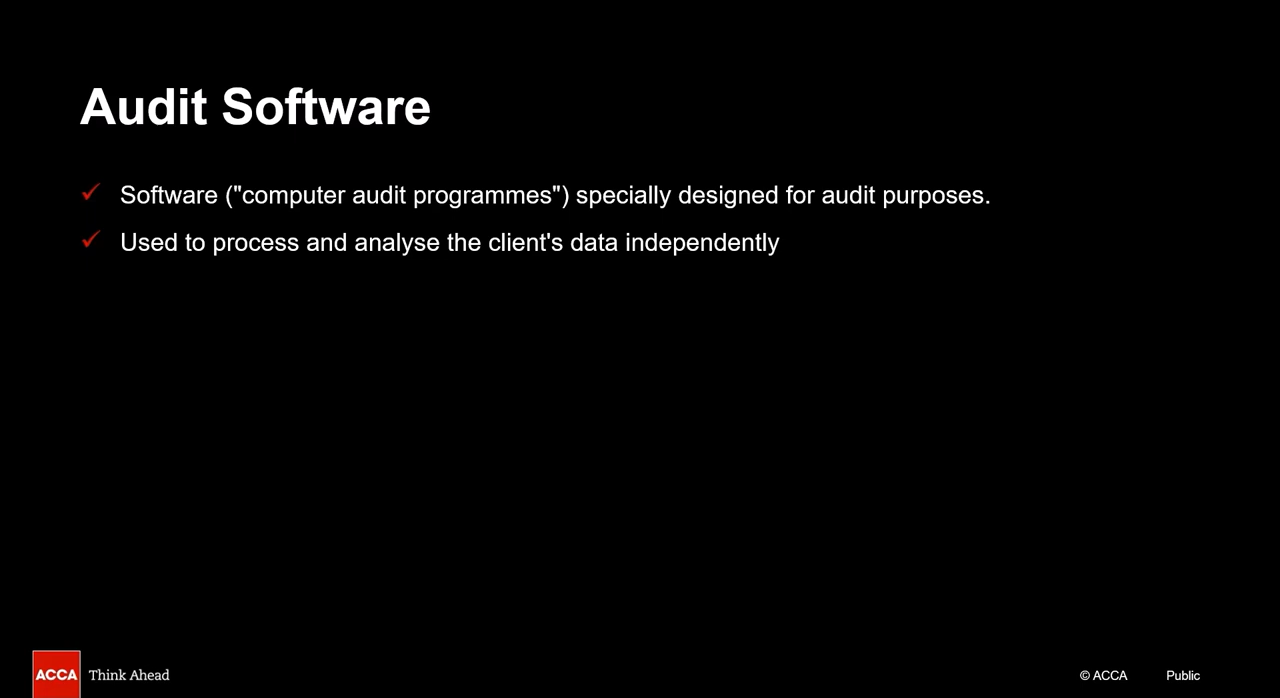 Audit Software
✓ Software ("computer audit programmes") specially designed for audit purposes.
✓ Used to process and analyse the client's data independently
ACCA Think Ahead
© ACCA Public